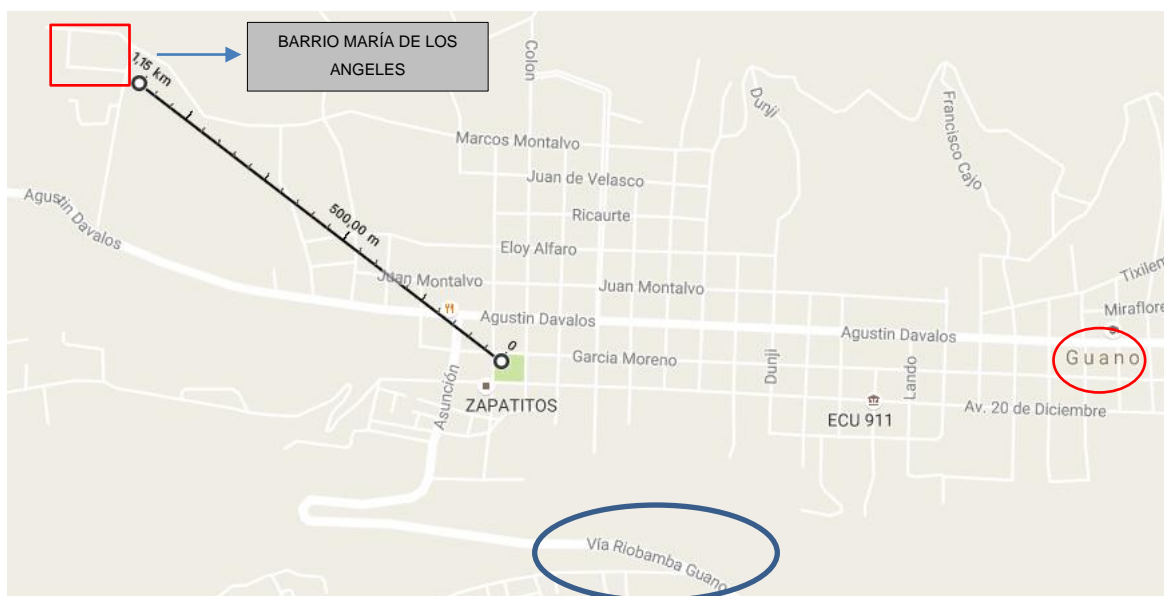 BARRIO MARÍA DE LOS
ANGELES
1,15 km
Colon
Dunji
Francisco Cajo
Marcos Montalvo
Juan de Velasco
Ricaurte
Agustin Davalos
500,00 m
Eloy Alfaro
Juan Montalvo
Juan Montalvo
Tixilem
Miraflore
Agustin Davalos
Agustin Davalos
0
Garcia Moreno
Dunji
Lando
Guano
Asunción
ZAPATITOS
ECU 911
Av. 20 de Diciembre
Vía Riobamba Guano